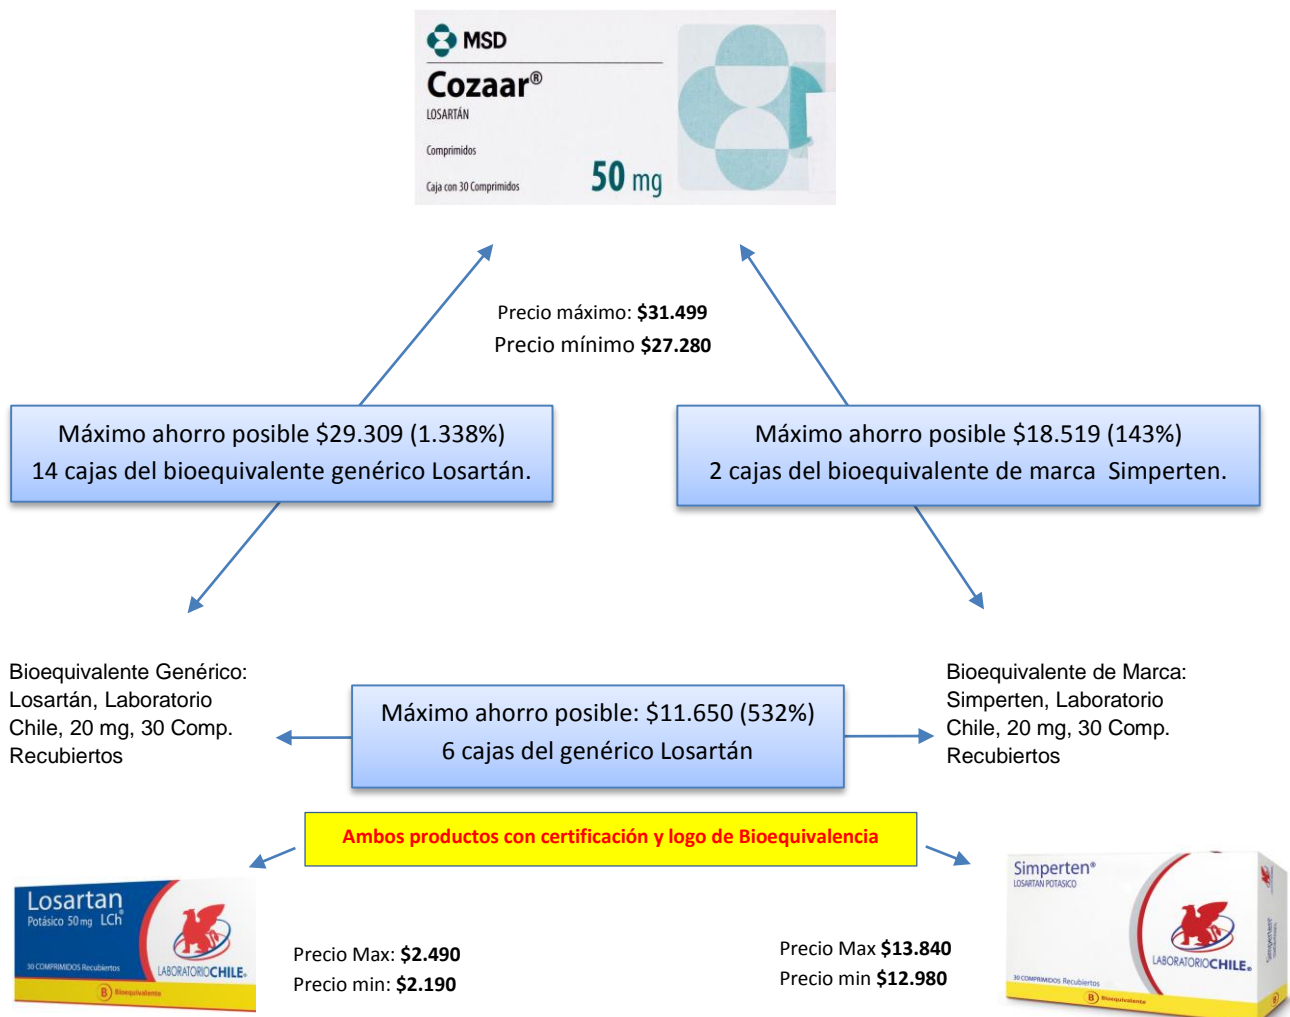 MSD
Cozaar®
LOSARTÁN
Comprimidos
Caja con 30 Comprimidos
50 mg
Precio máximo: $31.499
Precio mínimo $27.280
Máximo ahorro posible $29.309 (1.338%)
14 cajas del bioequivalente genérico Losartán.
Máximo ahorro posible $18.519 (143%)
2 cajas del bioequivalente de marca Simperten.
Bioequivalente Genérico:
Losartán, Laboratorio
Chile, 20 mg, 30 Comp.
Recubiertos
Máximo ahorro posible: $11.650 (532%)
6 cajas del genérico Losartán
Bioequivalente de Marca:
Simperten, Laboratorio
Chile, 20 mg, 30 Comp.
Recubiertos
Ambos productos con certificación y logo de Bioequivalencia
Losartan
Potásico 50 mg LCh®
30 COMPRIMIDOS Recubiertos
LABORATORIOCHILE®
B Bioequivalente
Precio Max: $2.490
Precio min: $2.190
Precio Max $13.840
Precio min $12.980
Simperten®
LOSARTAN POTASICO
30 COMPRIMIDOS Recubiertos
LABORATORIOCHILE®
B Bioequivalente
Simperten
B